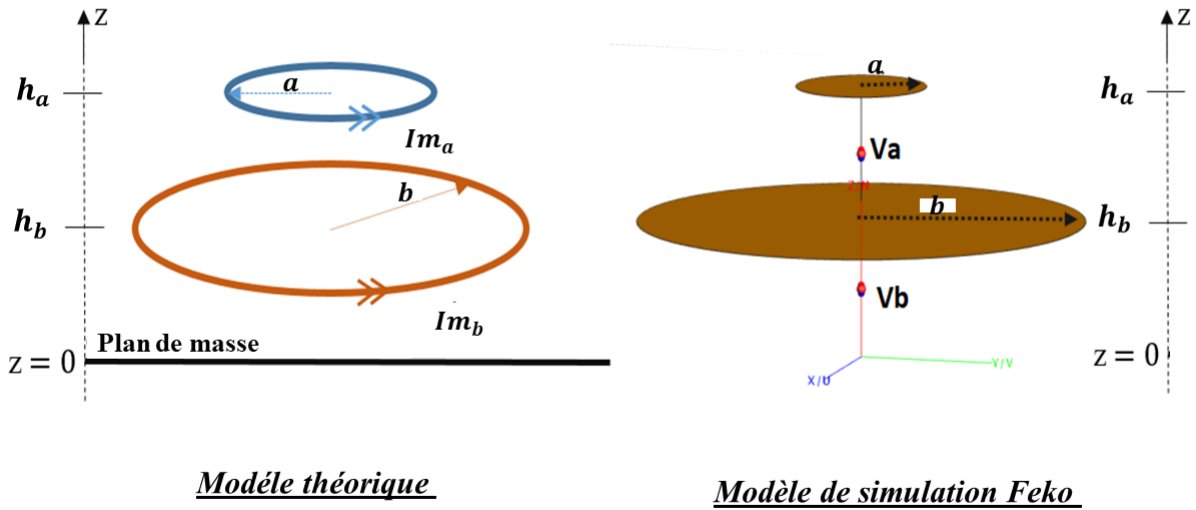 z
h_a
a
Im_a
b
h_b
Im_b
Plan de masse
z = 0
Modéle théorique
z
a
h_a
Va
Z/N
b
h_b
Vb
X/U
Y/V
z = 0
Modèle de simulation Feko